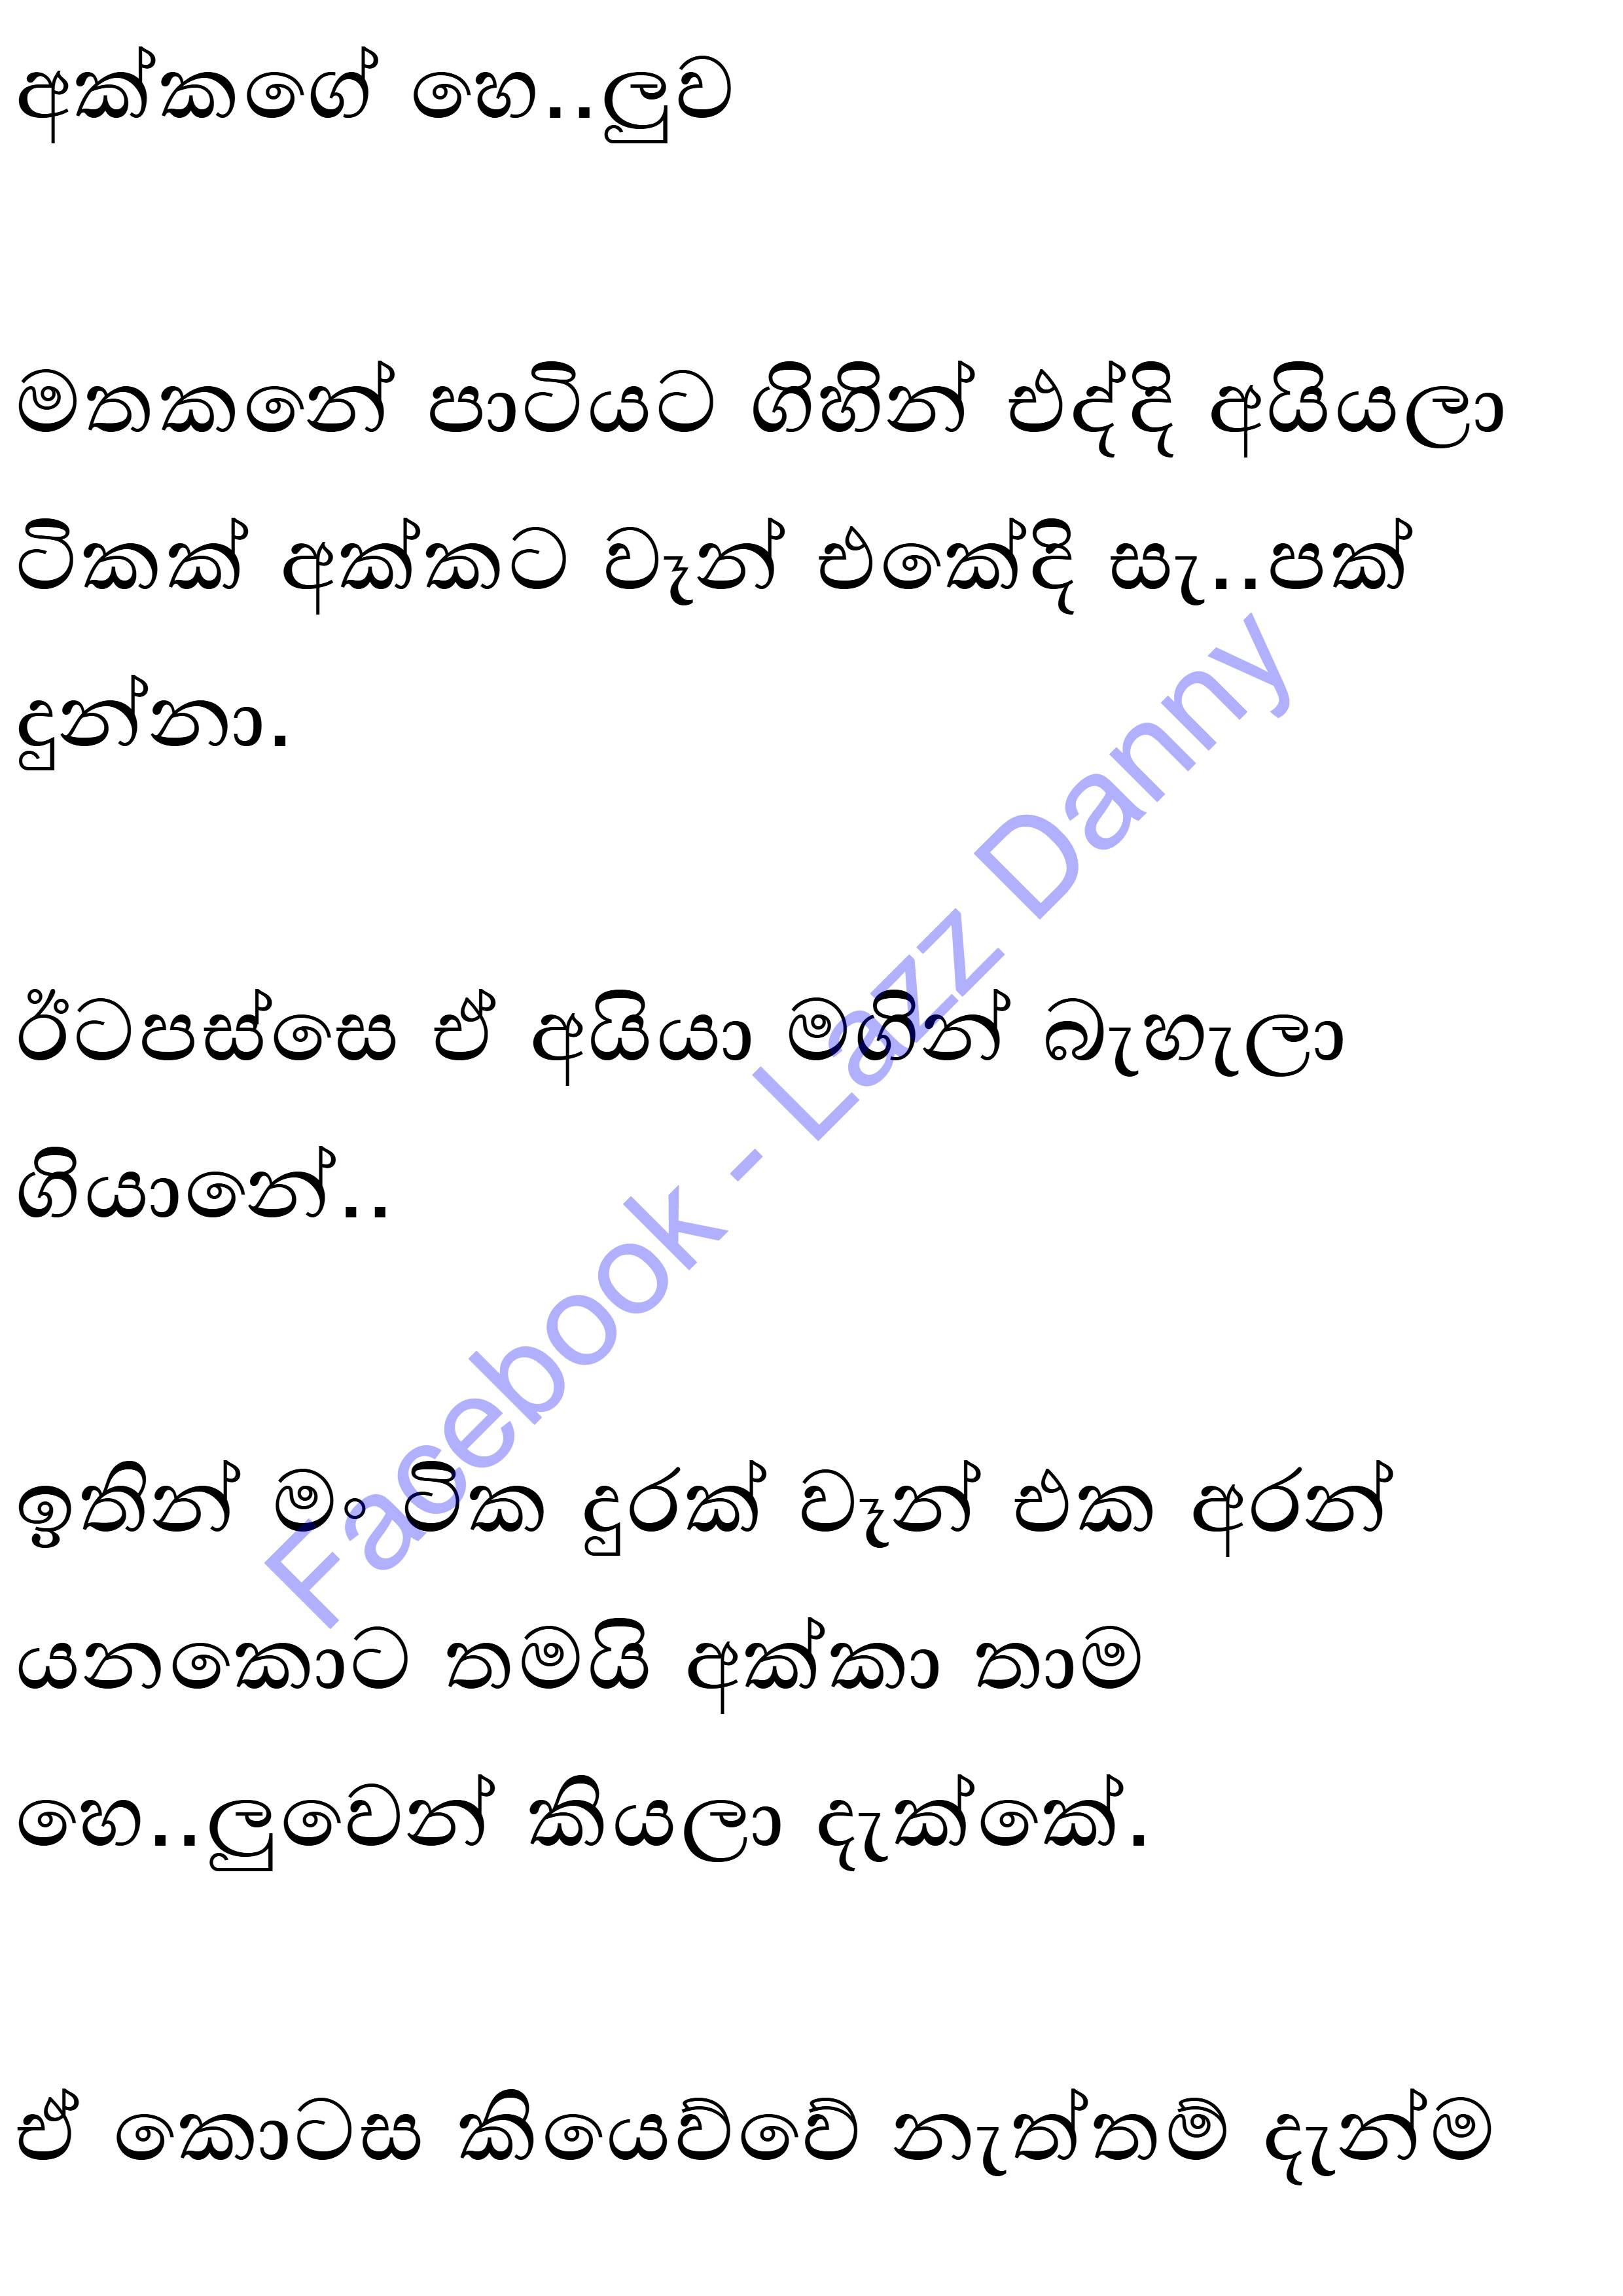 අක්කගේ හෙ..ලුව
මතකනේ පාටියට ගිහින් එද්දි අයියලා
ටිකක් අක්කට වෑන් එකේදි සැ..පක්
දුන්නා.
ඊටපස්සෙ ඒ අයියා මගින් බැහැලා
ගියානේ..
ඉතින් මං ටික දුරක් වෑන් එක අරන්
යනකොට තමයි අක්කා තාම
හෙ..ලුවෙන් කියලා දැක්කේ.
ඒ කොටස කියෙව්වේ නැත්තම් දැන්ම
Facebook - Lazz Danny